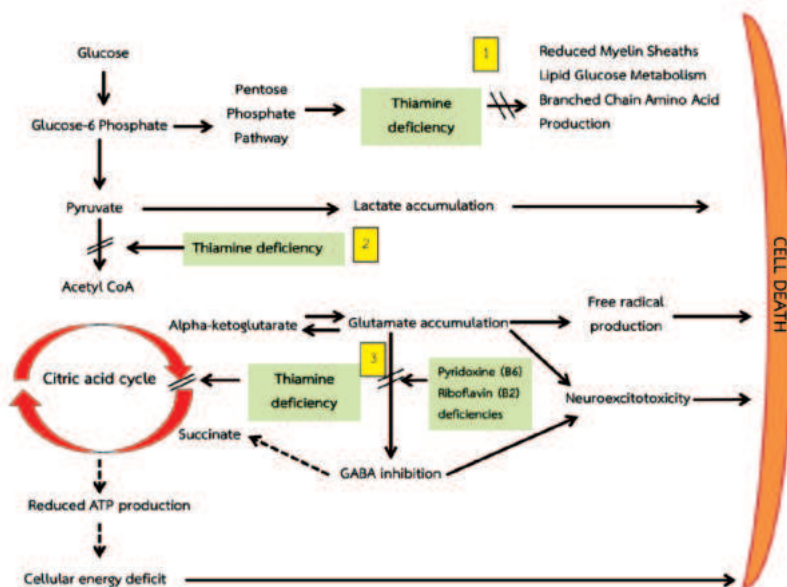 Glucose
1
Reduced Myelin Sheaths
Lipid Glucose Metabolism
Branched Chain Amino Acid
Production
Pentose
Phosphate
Pathway
Thiamine
deficiency
Glucose-6 Phosphate
Pyruvate
Lactate accumulation
Thiamine deficiency
2
Acetyl CoA
CELL DEATH
Free radical
production
Alpha-ketoglutarate
Glutamate accumulation
3
Citric acid cycle
Thiamine
deficiency
Pyridoxine (B6)
Riboflavin (B2)
deficiencies
Neuroexcitotoxicity
Succinate
GABA inhibition
Reduced ATP production
Cellular energy deficit